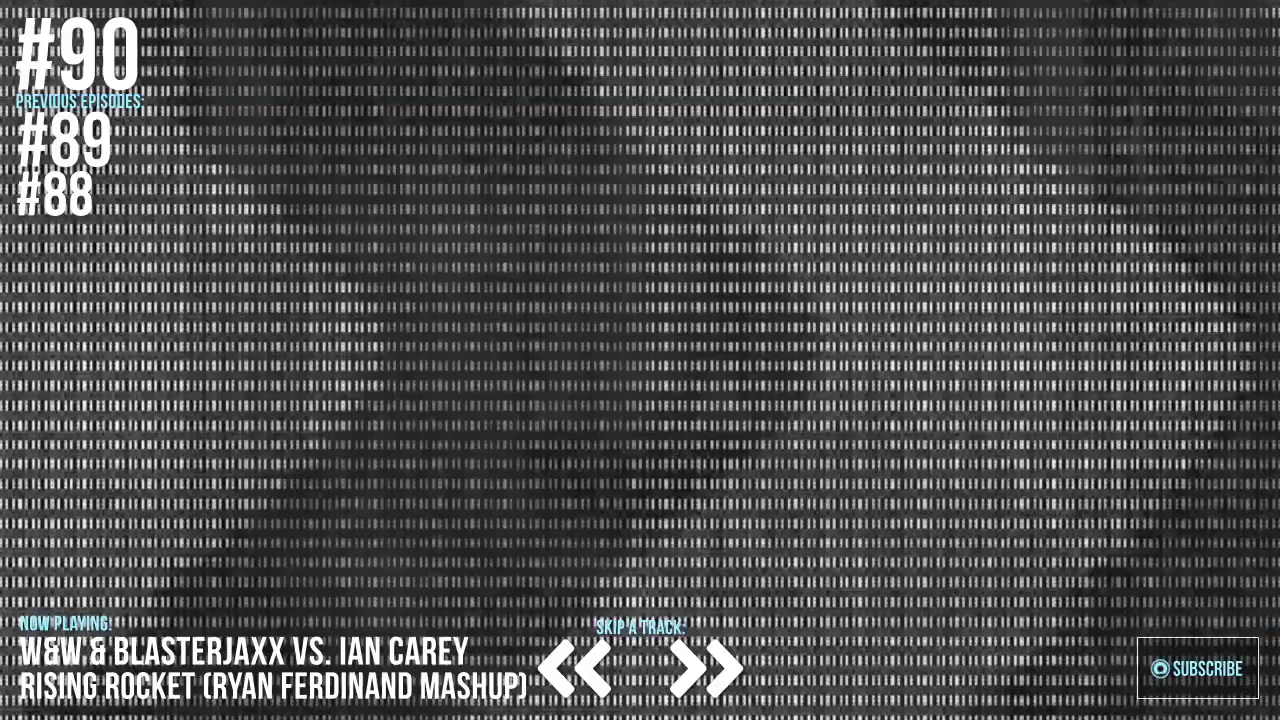 #90
PREVIOUS EPISODES:
#89
#88
NOW PLAYING:
W&W & BLASTERJAXX VS. IAN CAREY
RISING ROCKET (RYAN FERDINAND MASHUP)
SKIP A TRACK:
SUBSCRIBE